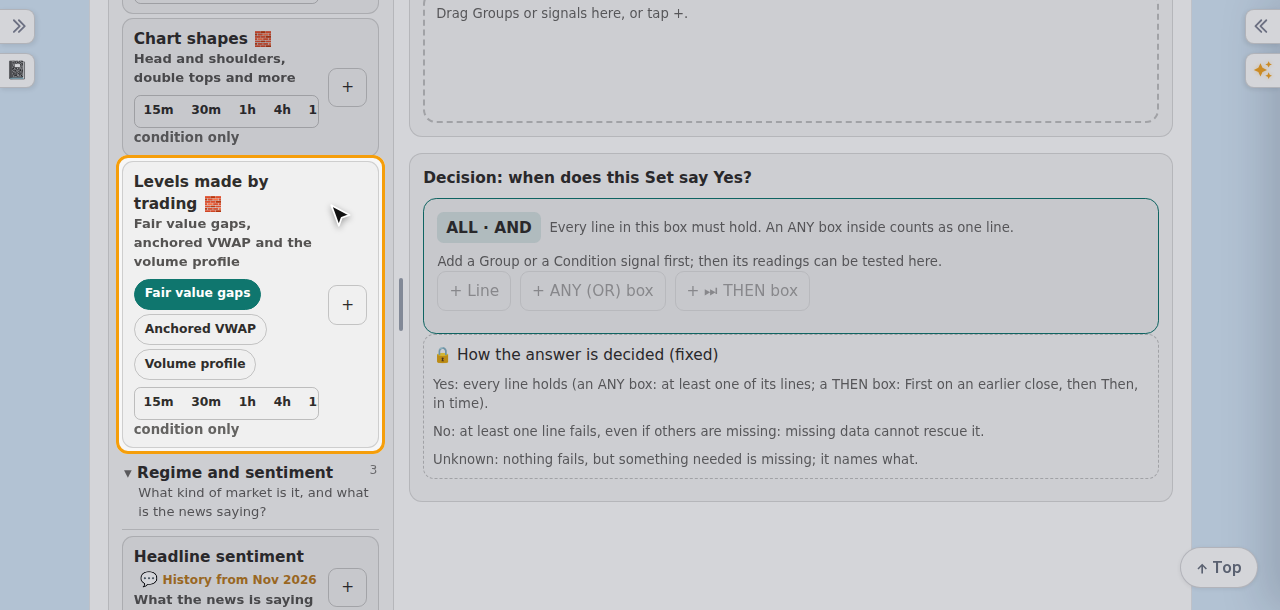 Chart shapes 🧱
Head and shoulders,
double tops and more
15m 30m 1h 4h 1
condition only
+
Levels made by
trading 🧱
Fair value gaps,
anchored VWAP and the
volume profile
Fair value gaps
Anchored VWAP
Volume profile
15m 30m 1h 4h 1
condition only
+
▼ Regime and sentiment 3
What kind of market is it, and what
is the news saying?
Headline sentiment
💬 History from Nov 2026
What the news is saying
+
Drag Groups or signals here, or tap +.
Decision: when does this Set say Yes?
ALL · AND Every line in this box must hold. An ANY box inside counts as one line.
Add a Group or a Condition signal first; then its readings can be tested here.
+ Line + ANY (OR) box + ⏭ THEN box
🔒 How the answer is decided (fixed)
Yes: every line holds (an ANY box: at least one of its lines; a THEN box: First on an earlier close, then Then,
in time).
No: at least one line fails, even if others are missing: missing data cannot rescue it.
Unknown: nothing fails, but something needed is missing; it names what.
↑ Top